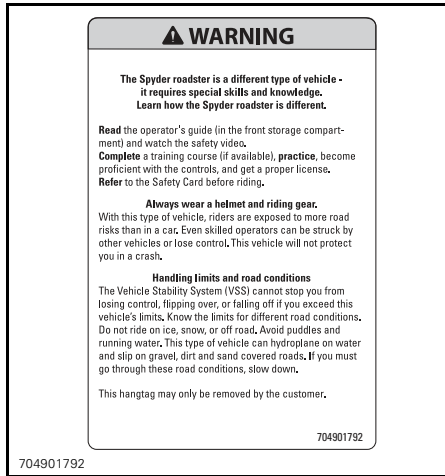 WARNING
The Spyder roadster is a different type of vehicle -
it requires special skills and knowledge.
Learn how the Spyder roadster is different.
Read the operator's guide (in the front storage compart-
ment) and watch the safety video.
Complete a training course (if available), practice, become
proficient with the controls, and get a proper license.
Refer to the Safety Card before riding.
Always wear a helmet and riding gear.
With this type of vehicle, riders are exposed to more road
risks than in a car. Even skilled operators can be struck by
other vehicles or lose control. This vehicle will not protect
you in a crash.
Handling limits and road conditions
The Vehicle Stability System (VSS) cannot stop you from
losing control, flipping over, or falling off if you exceed this
vehicle's limits. Know the limits for different road conditions.
Do not ride on ice, snow, or off road. Avoid puddles and
running water. This type of vehicle can hydroplane on water
and slip on gravel, dirt and sand covered roads. If you must
go through these road conditions, slow down.
This hangtag may only be removed by the customer.
704901792
704901792